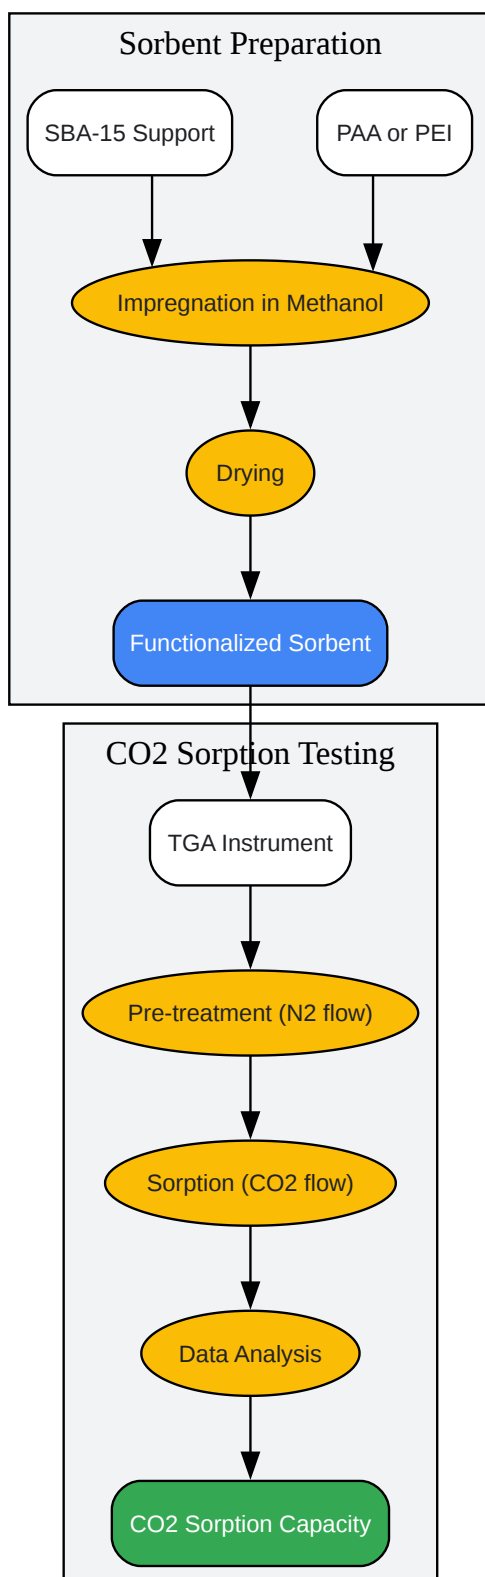 Sorbent Preparation
SBA-15 Support
PAA or PEI
Impregnation in Methanol
Drying
Functionalized Sorbent
CO2 Sorption Testing
TGA Instrument
Pre-treatment (N2 flow)
Sorption (CO2 flow)
Data Analysis
CO2 Sorption Capacity